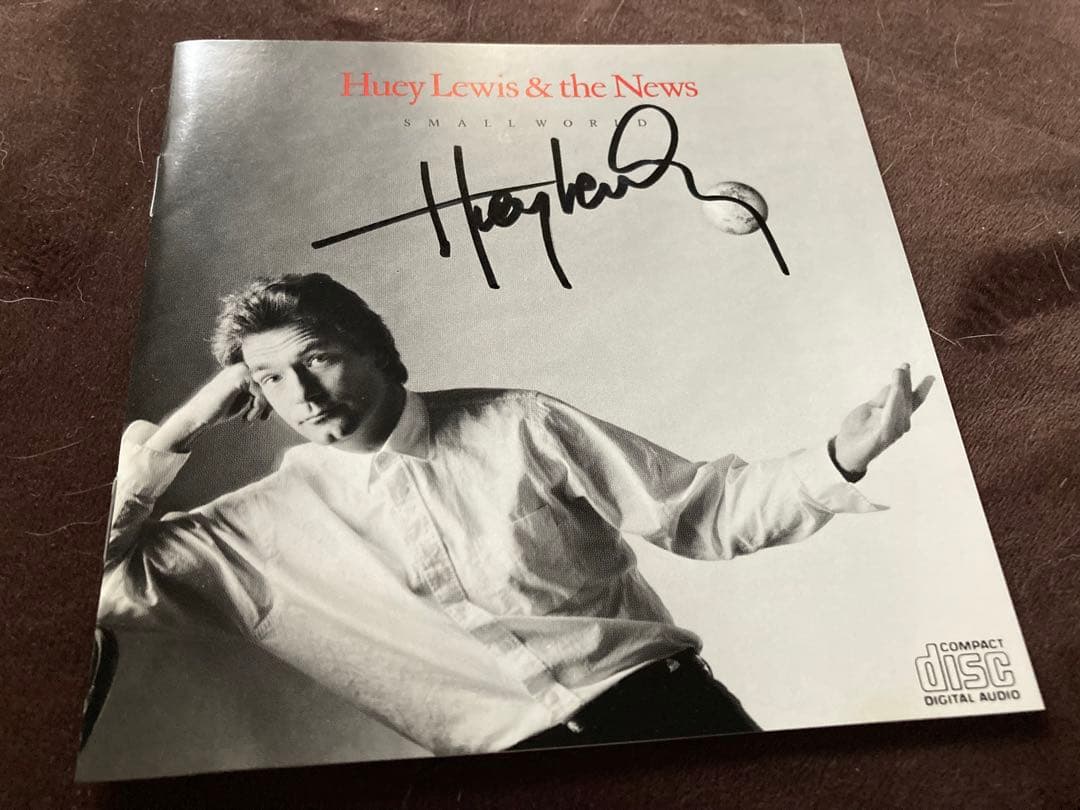 Huey Lewis & the News
SMALL WORLD
Huey Lewis
COMPACT
disc
DIGITAL AUDIO